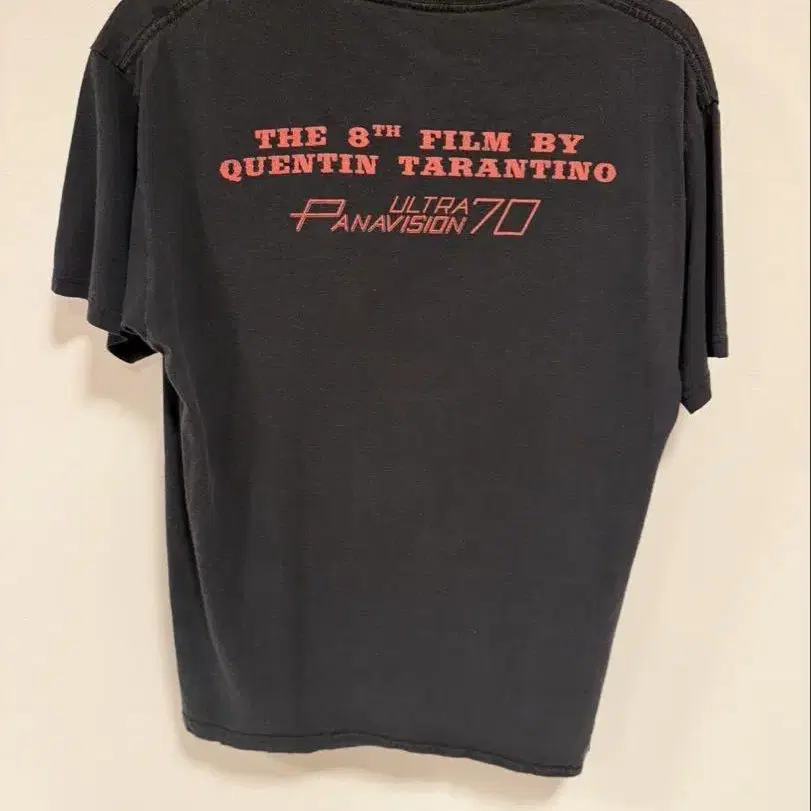 THE 8TH FILM BY
QUENTIN TARANTINO
ULTRA
PANAVISION 70